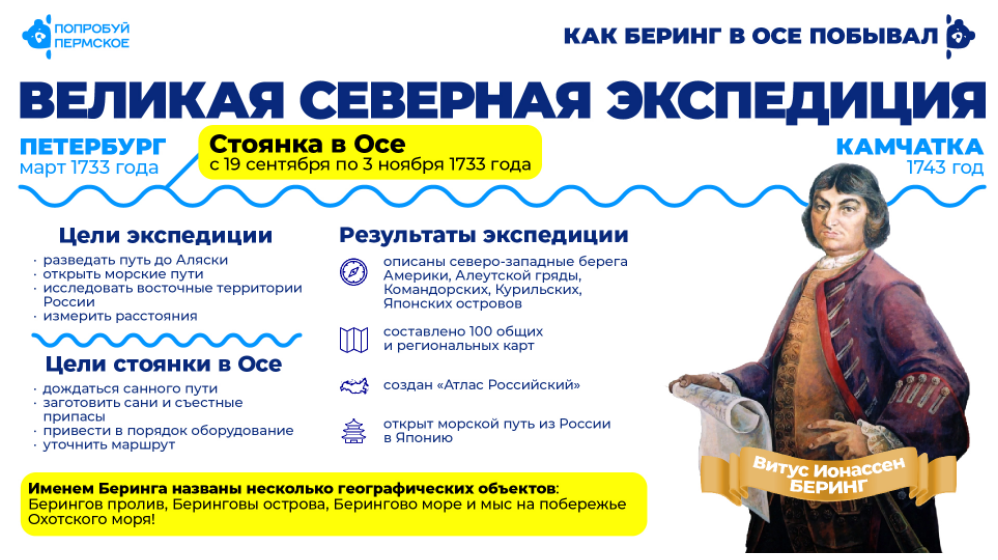 ПОПРОБУЙ
ПЕРМСКОЕ
КАК БЕРИНГ В ОСЕ ПОБЫВАЛ
ВЕЛИКАЯ СЕВЕРНАЯ ЭКСПЕДИЦИЯ
ПЕТЕРБУРГ
март 1733 года
Стоянка в Осе
с 19 сентября по 3 ноября 1733 года
КАМЧАТКА
1743 год
Цели экспедиции
· разведать путь до Аляски
· открыть морские пути
· исследовать восточные территории
России
· измерить расстояния
Цели стоянки в Осе
· дождаться санного пути
· заготовить сани и съестные
припасы
· привести в порядок оборудование
· уточнить маршрут
Результаты экспедиции
описаны северо-западные берега
Америки, Алеутской гряды,
Командорских, Курильских,
Японских островов
составлено 100 общих
и региональных карт
создан «Атлас Российский»
открыт морской путь из России
в Японию
Витус Ионассен
БЕРИНГ
Именем Беринга названы несколько географических объектов:
Берингов пролив, Беринговы острова, Берингово море и мыс на побережье
Охотского моря!